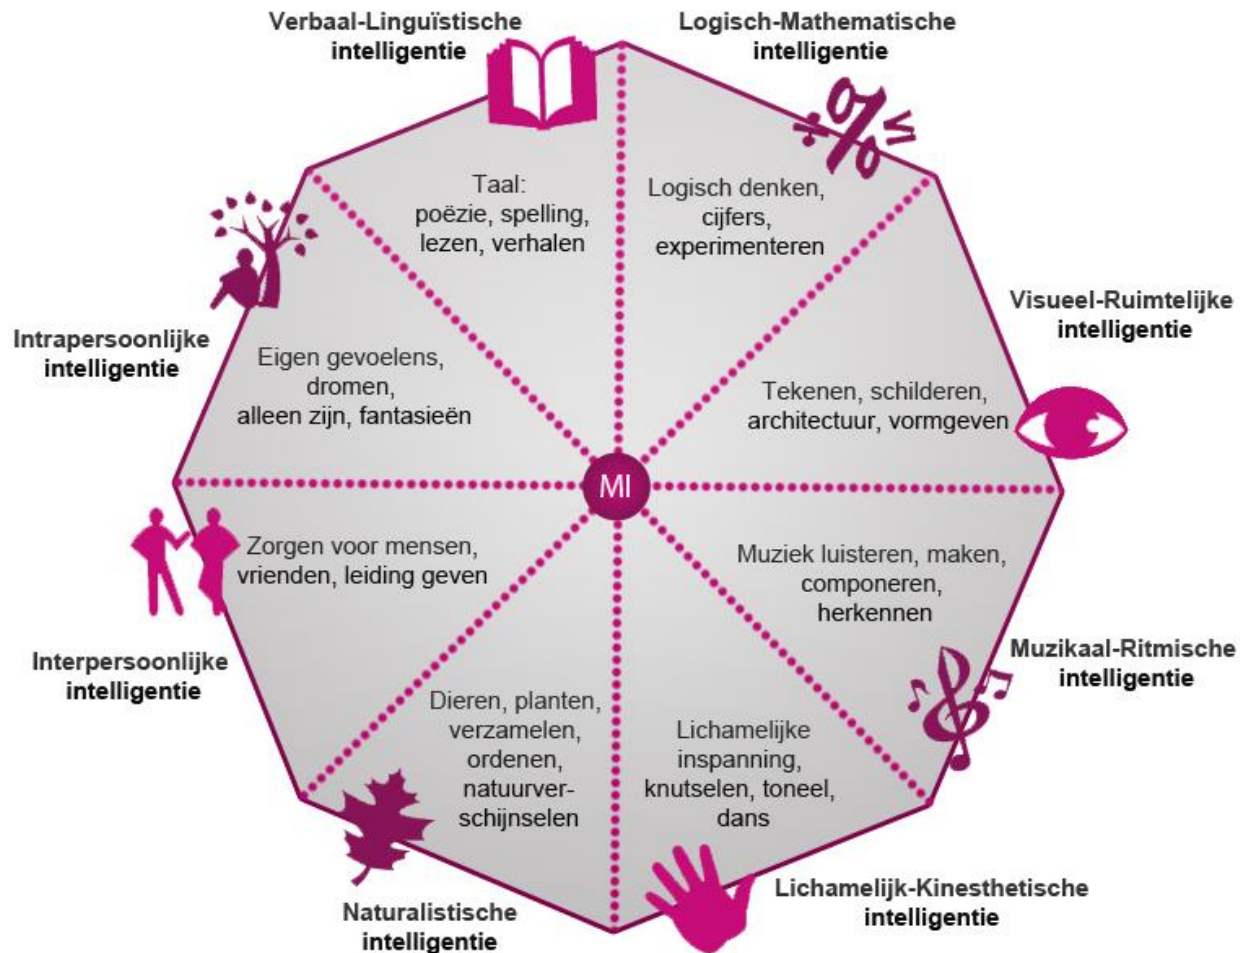 Verbaal-Linguïstische
intelligentie
Logisch-Mathematische
intelligentie
Taal:
poëzie, spelling,
lezen, verhalen
Logisch denken,
cijfers,
experimenteren
Visueel-Ruimtelijke
intelligentie
Tekenen, schilderen,
architectuur, vormgeven
Intrapersoonlijke
intelligentie
Eigen gevoelens,
dromen,
alleen zijn, fantasieën
MI
Zorgen voor mensen,
vrienden, leiding geven
Interpersoonlijke
intelligentie
Muziek luisteren, maken,
componeren,
herkennen
Muzikaal-Ritmische
intelligentie
Dieren, planten,
verzamelen,
ordenen,
natuurver-
schijnselen
Naturalistische
intelligentie
Lichamelijke
inspanning,
knutselen, toneel,
dans
Lichamelijk-Kinesthetische
intelligentie